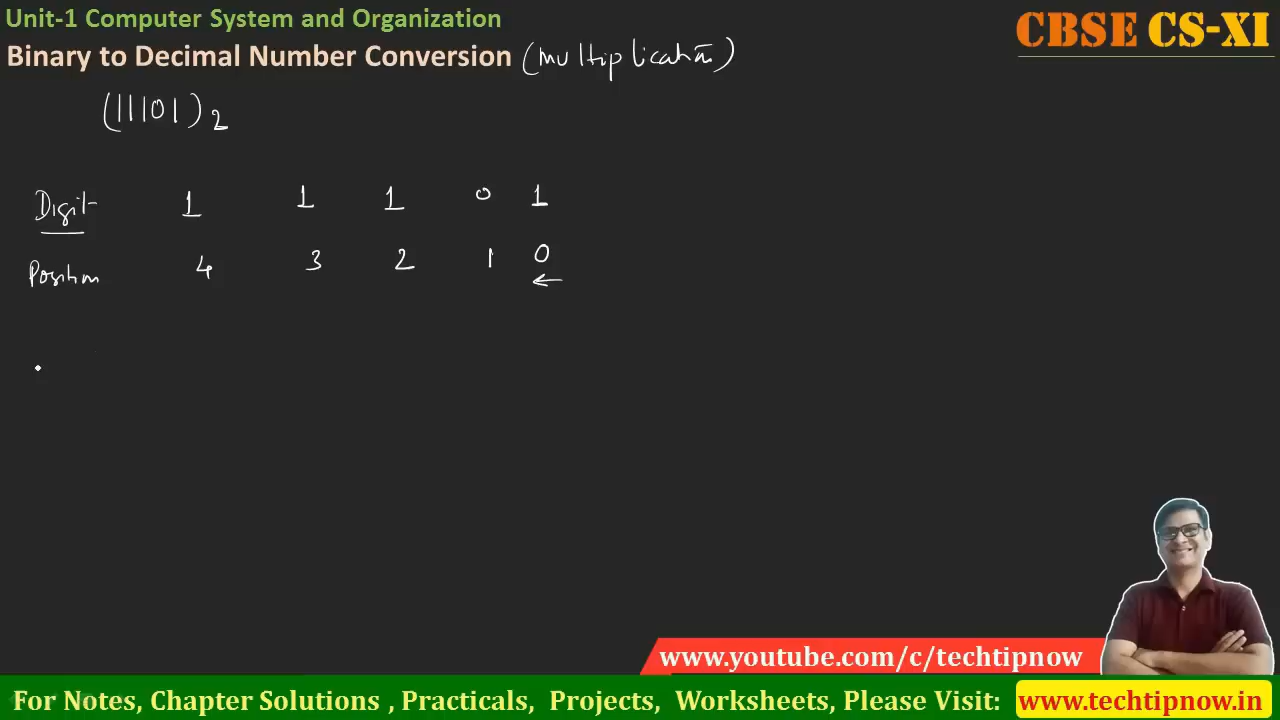 Unit-1 Computer System and Organization
CBSE CS-XI
Binary to Decimal Number Conversion (multiplication)
(11101)2
Digit 1 1 1 0 1
Position 4 3 2 1 0
←
www.youtube.com/c/techtipnow
For Notes, Chapter Solutions , Practicals, Projects, Worksheets, Please Visit: www.techtipnow.in